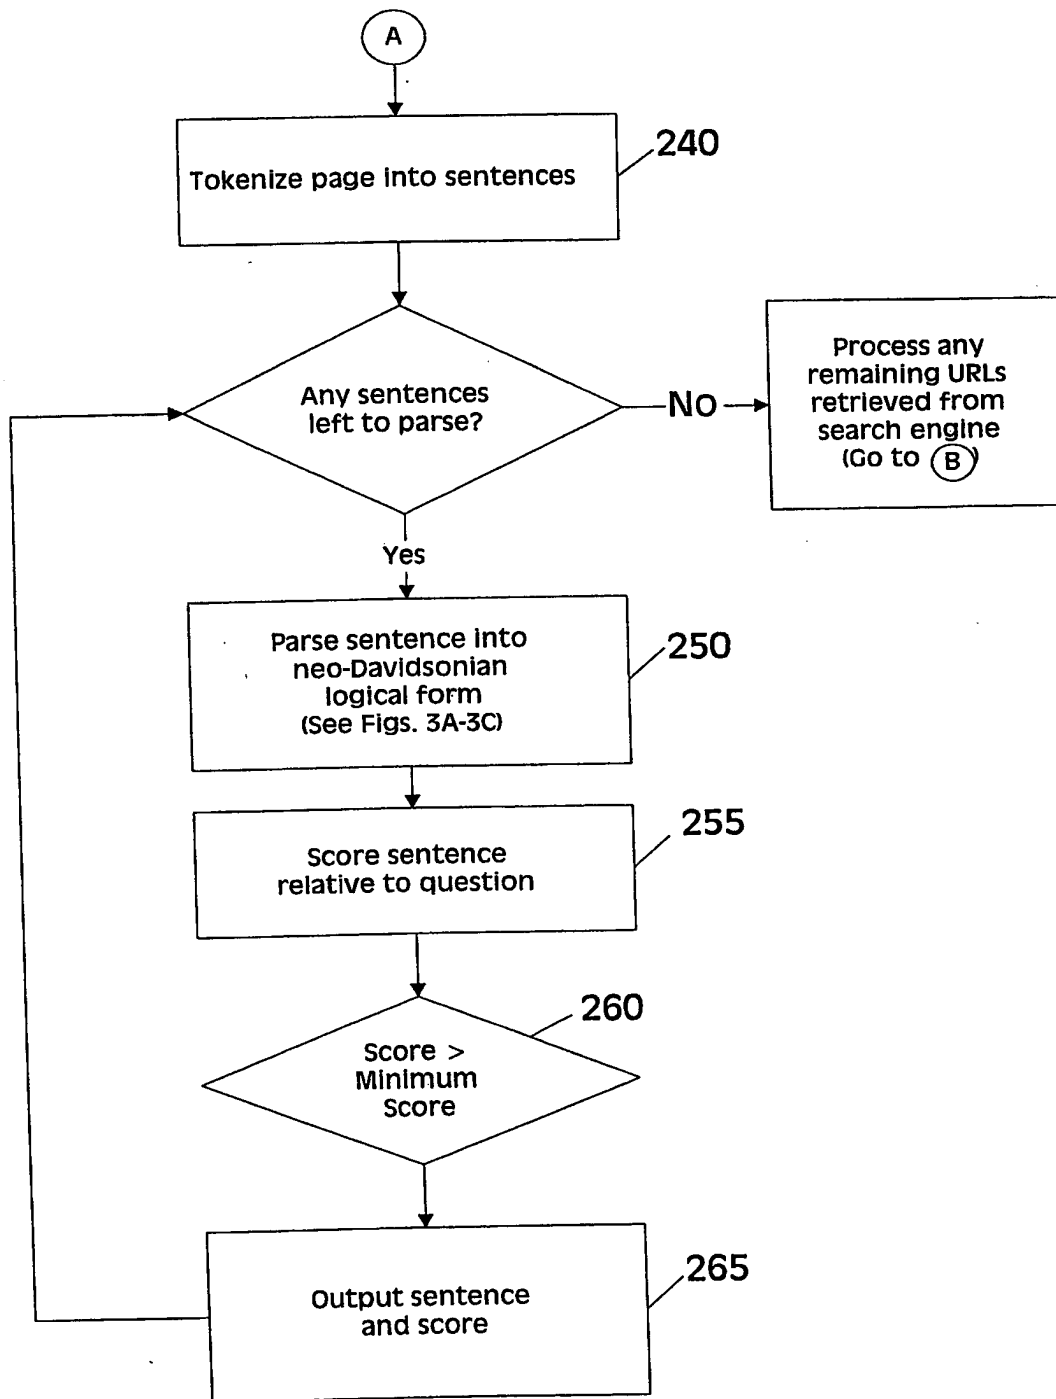 A
240
Tokenize page into sentences
Any sentences
left to parse?
No
Process any
remaining URLs
retrieved from
search engine
(Go to B)
Yes
Parse sentence into
neo-Davidsonian
logical form
(See Figs. 3A-3C)
250
Score sentence
relative to question
255
260
Score >
Minimum
Score
Output sentence
and score
265